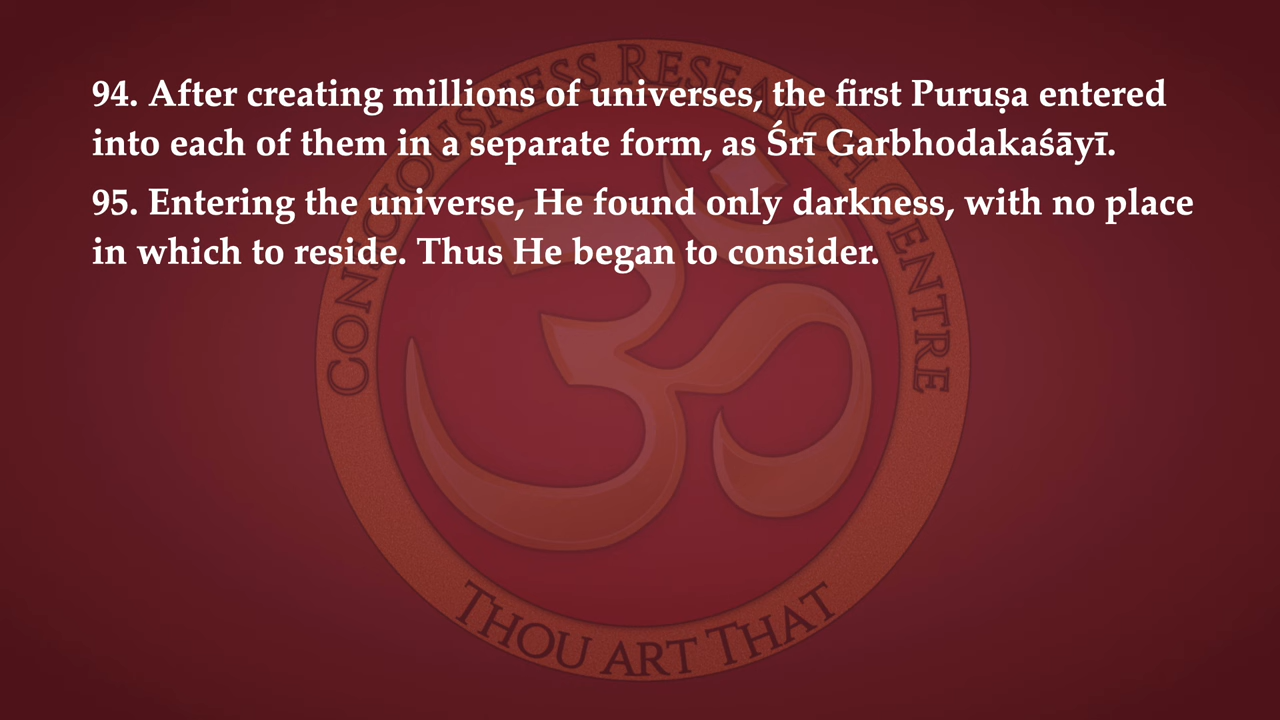 94. After creating millions of universes, the first Puruṣa entered
into each of them in a separate form, as Śrī Garbhodakaśāyī.
95. Entering the universe, He found only darkness, with no place
in which to reside. Thus He began to consider.
CONSCIOUSNESS RESEARCH CENTRE
THOU ART THAT
ॐ